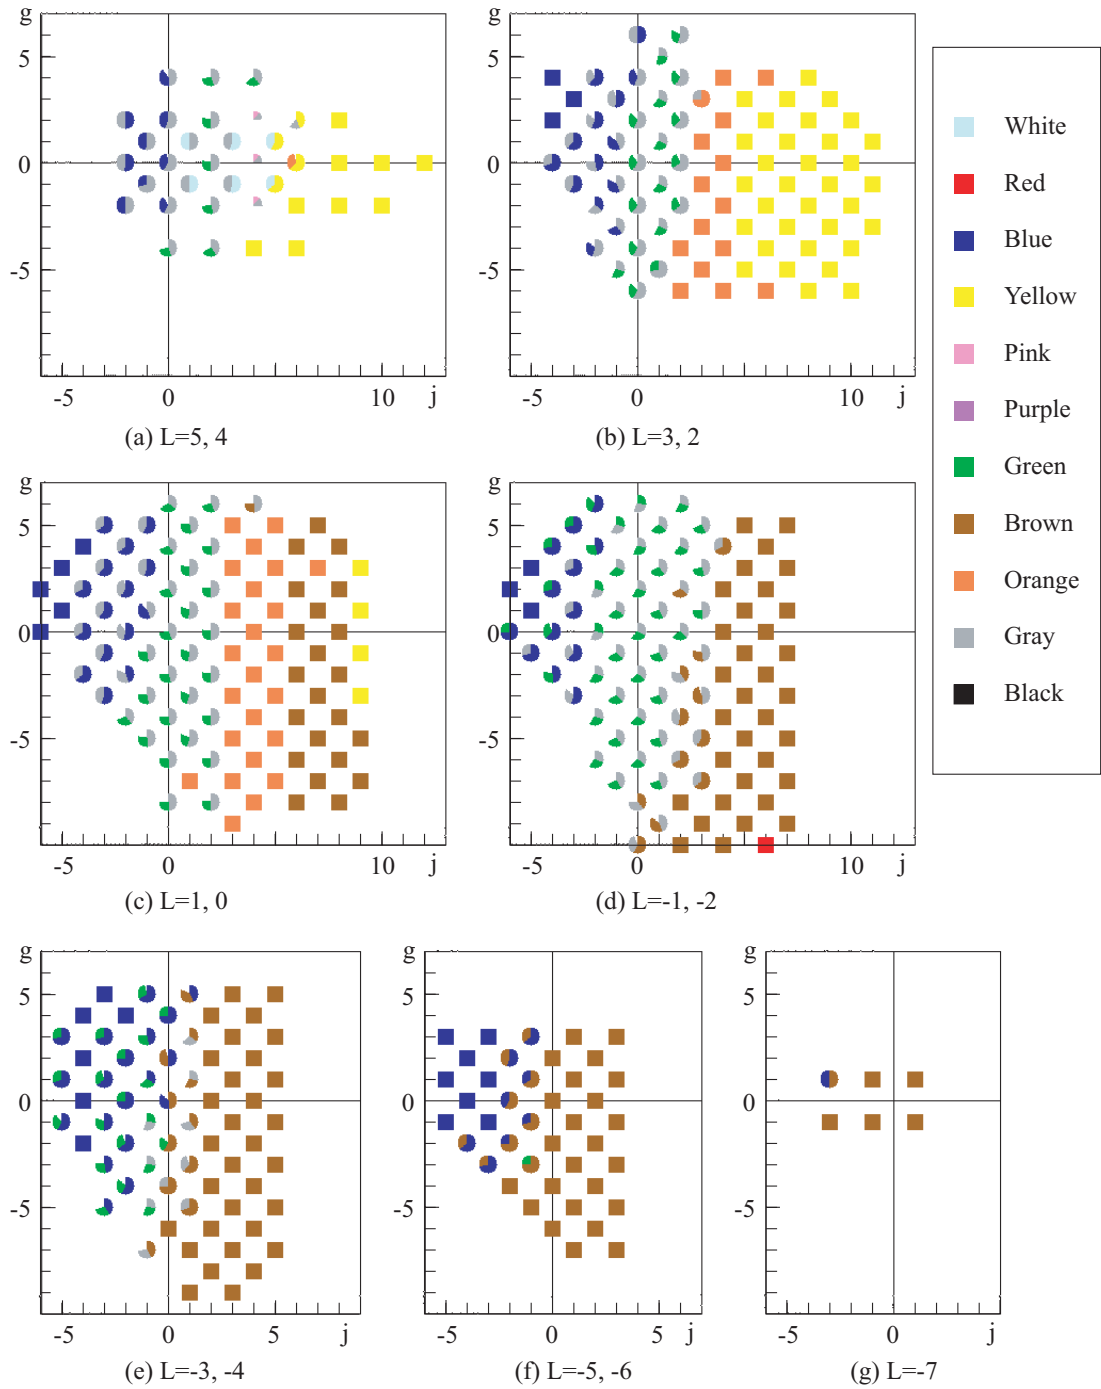 g
5
0
-5
-5 0 10 j
(a) L=5, 4
g
5
0
-5
-5 0 10 j
(b) L=3, 2
White
Red
Blue
Yellow
Pink
Purple
Green
Brown
Orange
Gray
Black
g
5
0
-5
-5 0 10 j
(c) L=1, 0
g
5
0
-5
-5 0 10 j
(d) L=-1, -2
g
5
0
-5
-5 0 5 j
(e) L=-3, -4
g
5
0
-5
-5 0 5 j
(f) L=-5, -6
g
5
0
-5
-5 0 j
(g) L=-7